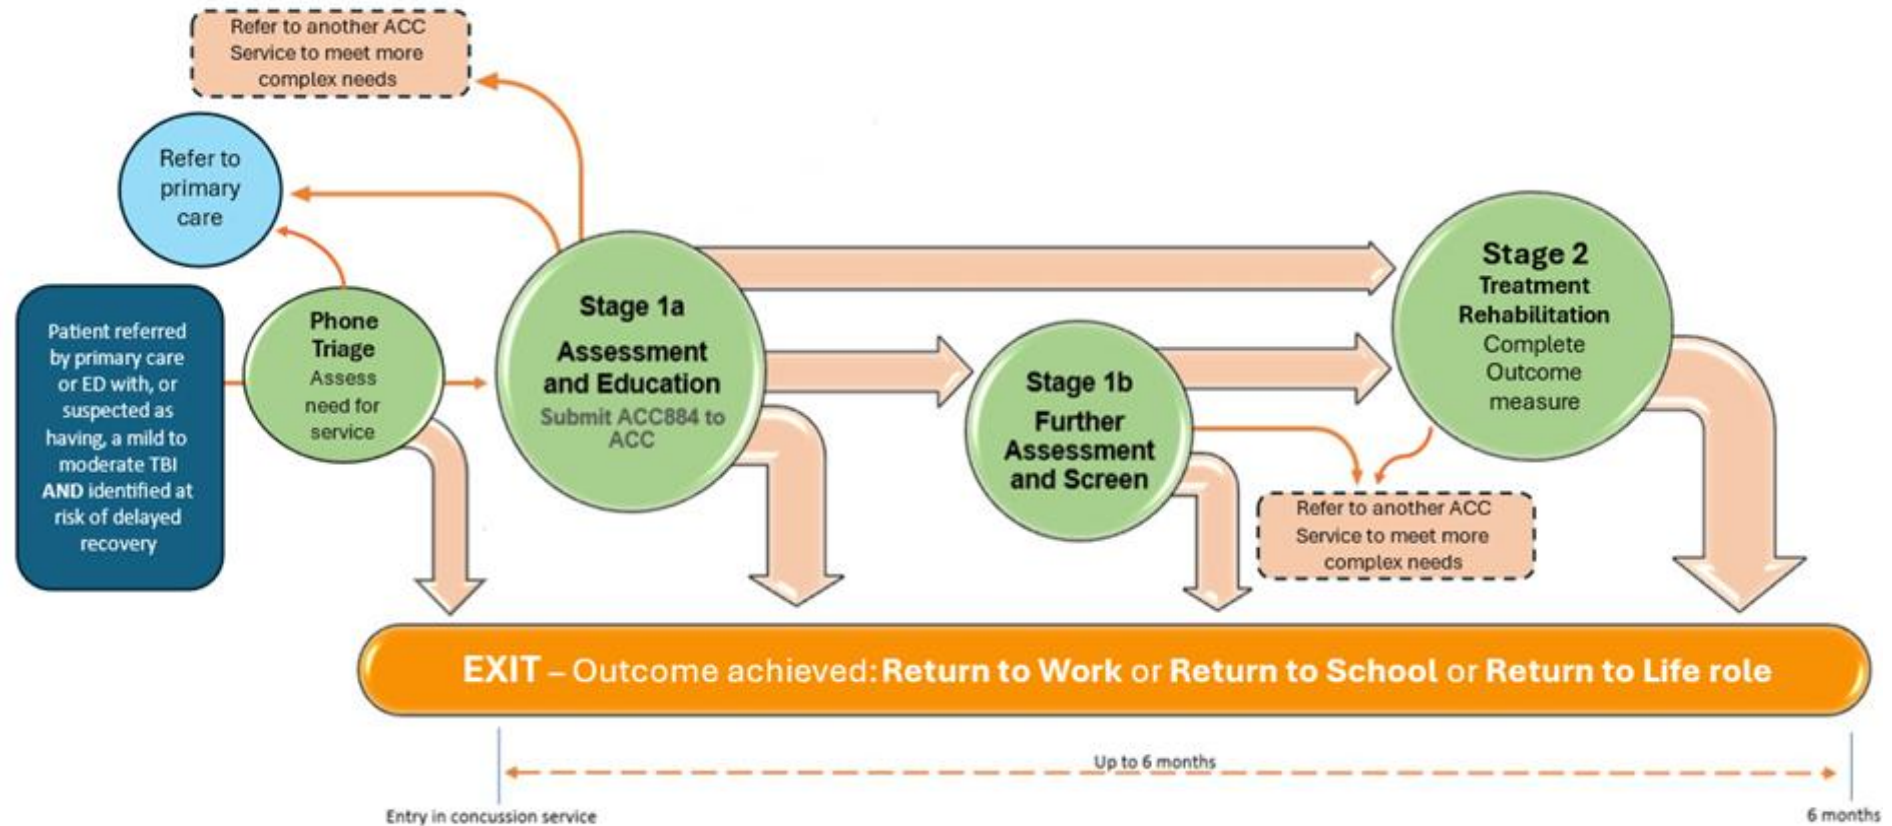 Refer to another ACC
Service to meet more
complex needs
Refer to
primary
care
Patient referred
by primary care
or ED with, or
suspected as
having, a mild to
moderate TBI
AND identified at
risk of delayed
recovery
Phone
Triage
Assess
need for
service
Stage 1a
Assessment
and Education
Submit ACC884 to
ACC
Stage 1b
Further
Assessment
and Screen
Stage 2
Treatment
Rehabilitation
Complete
Outcome
measure
Refer to another ACC
Service to meet more
complex needs
EXIT – Outcome achieved: Return to Work or Return to School or Return to Life role
Up to 6 months
Entry in concussion service
6 months